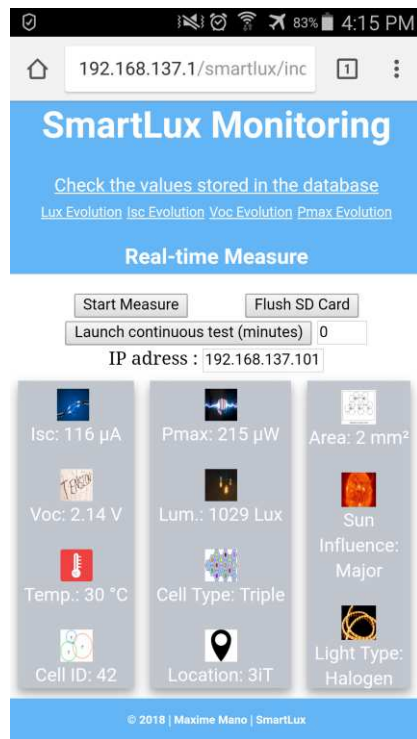 83% 4:15 PM
192.168.137.1/smartlux/inc 1
SmartLux Monitoring
Check the values stored in the database
Lux Evolution Isc Evolution Voc Evolution Pmax Evolution
Real-time Measure
Start Measure Flush SD Card
Launch continuous test (minutes) 0
IP adress : 192.168.137.101
Isc: 116 µA
TENSION
Voc: 2.14 V
Temp.: 30 °C
Cell ID: 42
Pmax: 215 µW
Lum.: 1029 Lux
Cell Type: Triple
Location: 3iT
Area: 2 mm²
Sun
Influence:
Major
Light Type:
Halogen
© 2018 | Maxime Mano | SmartLux